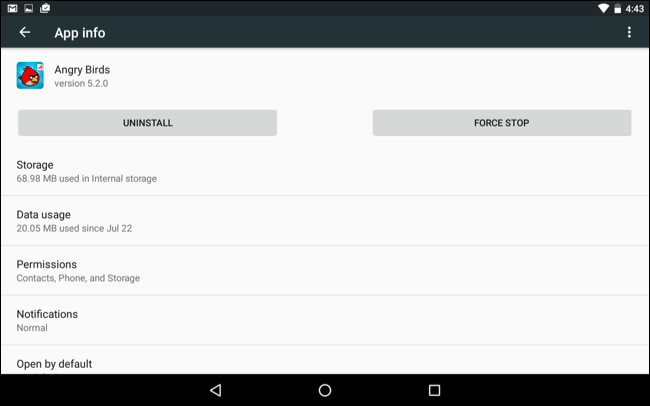 4:43
App info
Angry Birds
version 5.2.0
UNINSTALL
FORCE STOP
Storage
68.98 MB used in Internal storage
Data usage
20.05 MB used since Jul 22
Permissions
Contacts, Phone, and Storage
Notifications
Normal
Open by default